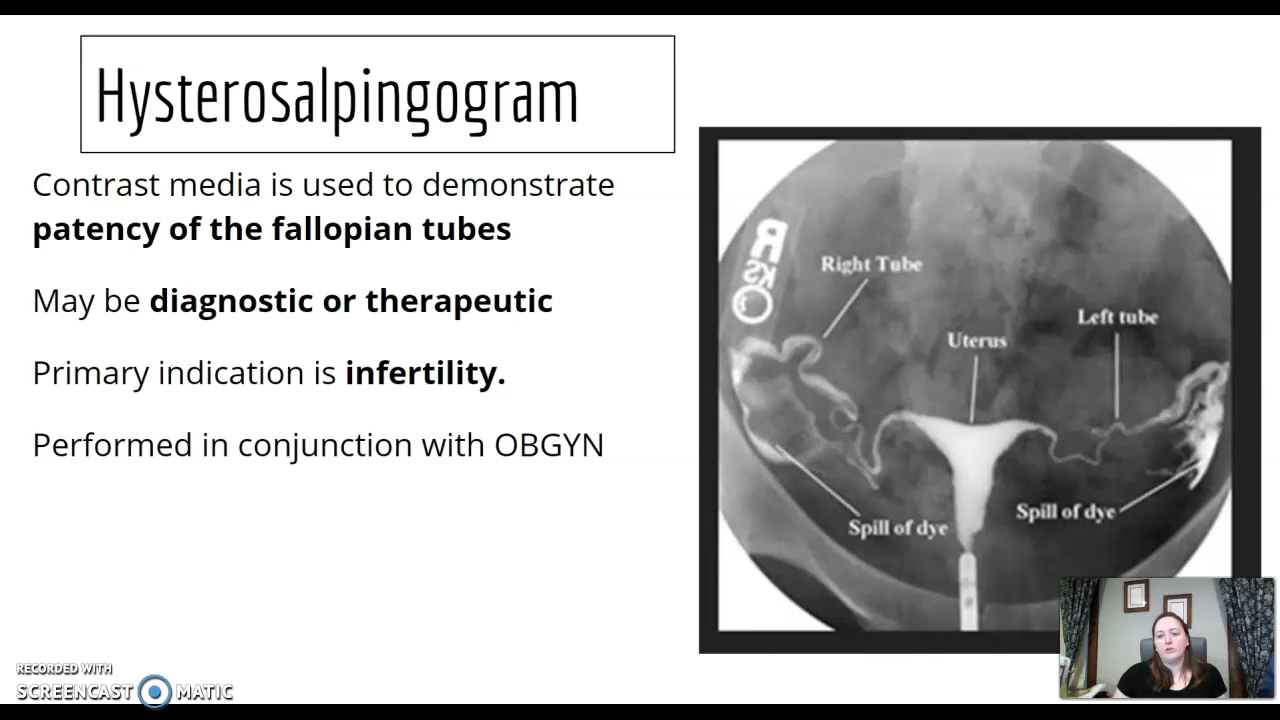 Hysterosalpingogram
Contrast media is used to demonstrate
patency of the fallopian tubes
May be diagnostic or therapeutic
Primary indication is infertility.
Performed in conjunction with OBGYN
R
Right Tube
Left tube
Uterus
Spill of dye
Spill of dye
RECORDED WITH
SCREENCAST MATIC